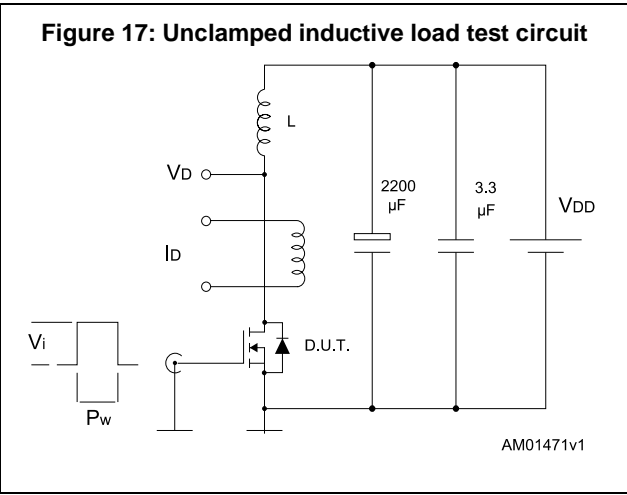 Figure 17: Unclamped inductive load test circuit
L
VD
2200
µF
3.3
µF
VDD
ID
Vi
D.U.T.
Pw
AM01471v1